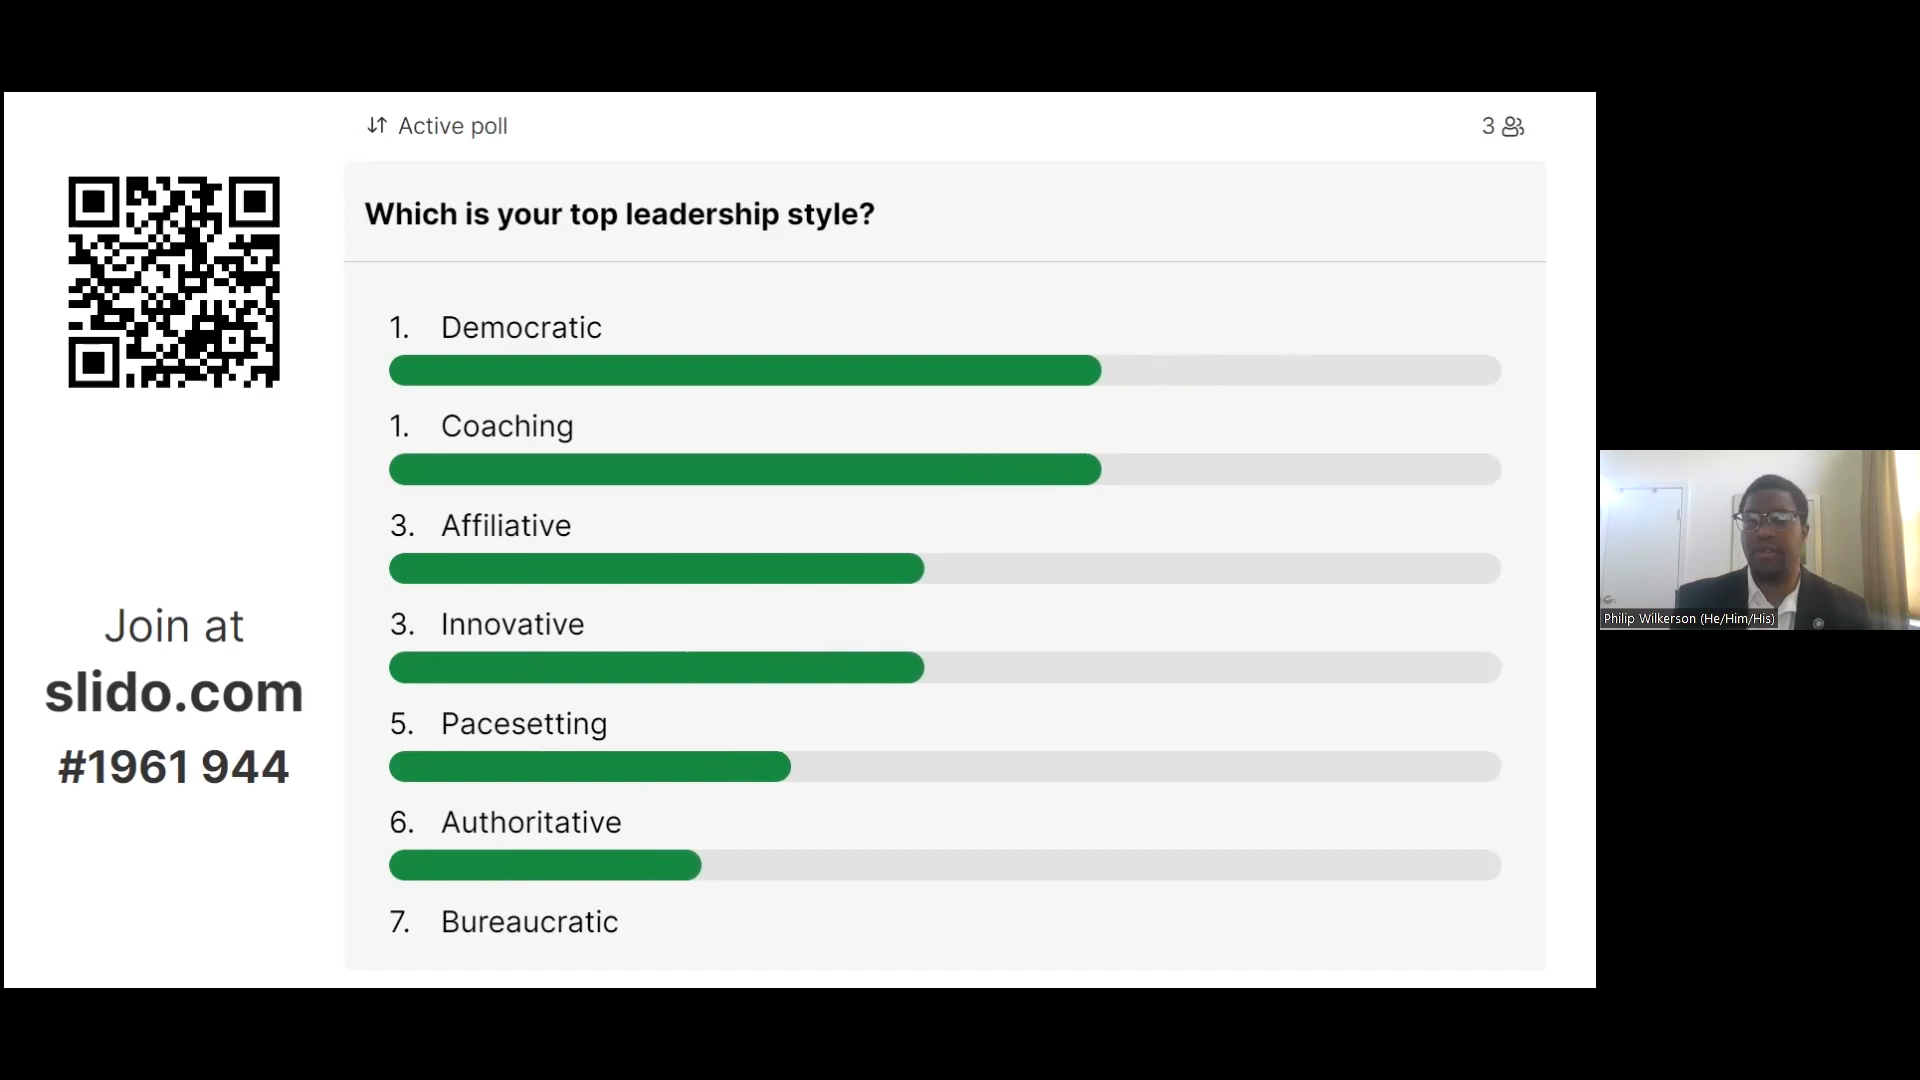 Active poll
3
Which is your top leadership style?
1. Democratic
1. Coaching
3. Affiliative
3. Innovative
5. Pacesetting
6. Authoritative
7. Bureaucratic
Join at
slido.com
#1961 944
Philip Wilkerson (He/Him/His)